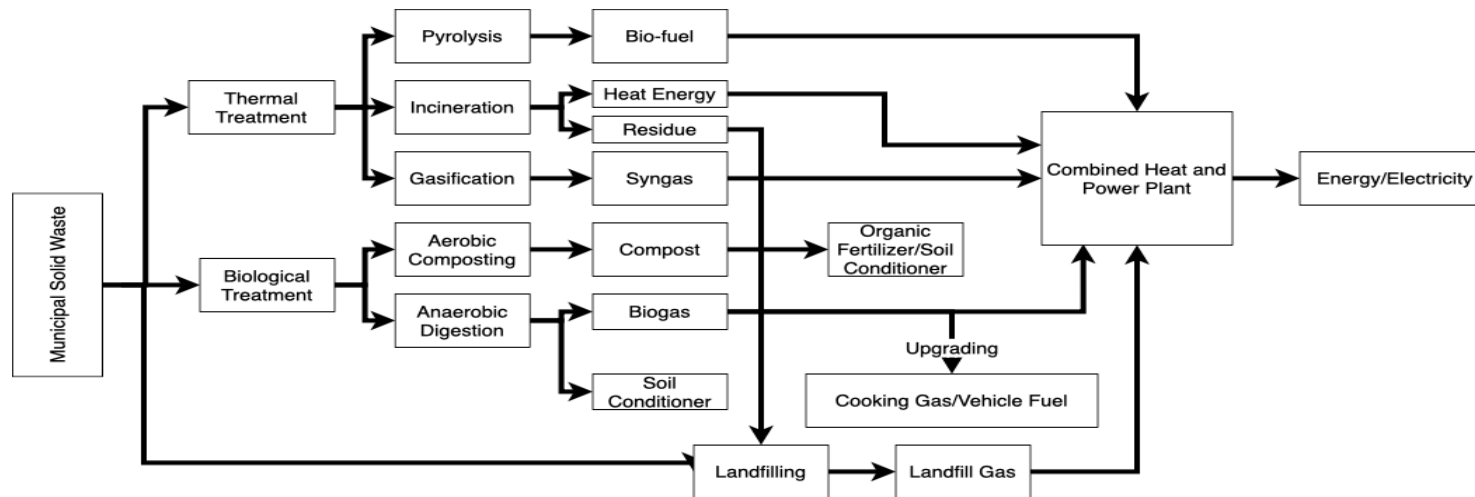 Municipal Solid Waste
Thermal
Treatment
Biological
Treatment
Pyrolysis
Incineration
Gasification
Aerobic
Composting
Anaerobic
Digestion
Bio-fuel
Heat Energy
Residue
Syngas
Compost
Biogas
Soil
Conditioner
Organic
Fertilizer/Soil
Conditioner
Upgrading
Cooking Gas/Vehicle Fuel
Landfilling
Landfill Gas
Combined Heat and
Power Plant
Energy/Electricity